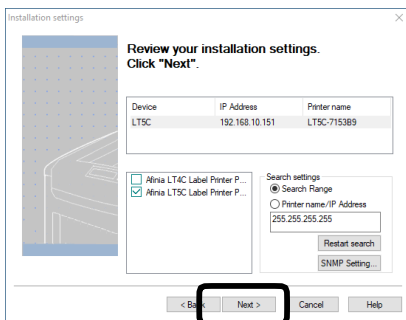 Installation settings
Review your installation settings.
Click "Next".
Device IP Address Printer name
LT5C 192.168.10.151 LT5C-7153B9
Afinia LT4C Label Printer P...
Afinia LT5C Label Printer P...
Search settings
Search Range
Printer name/IP Address
255.255.255.255
Restart search
SNMP Setting...
< Back Next > Cancel Help